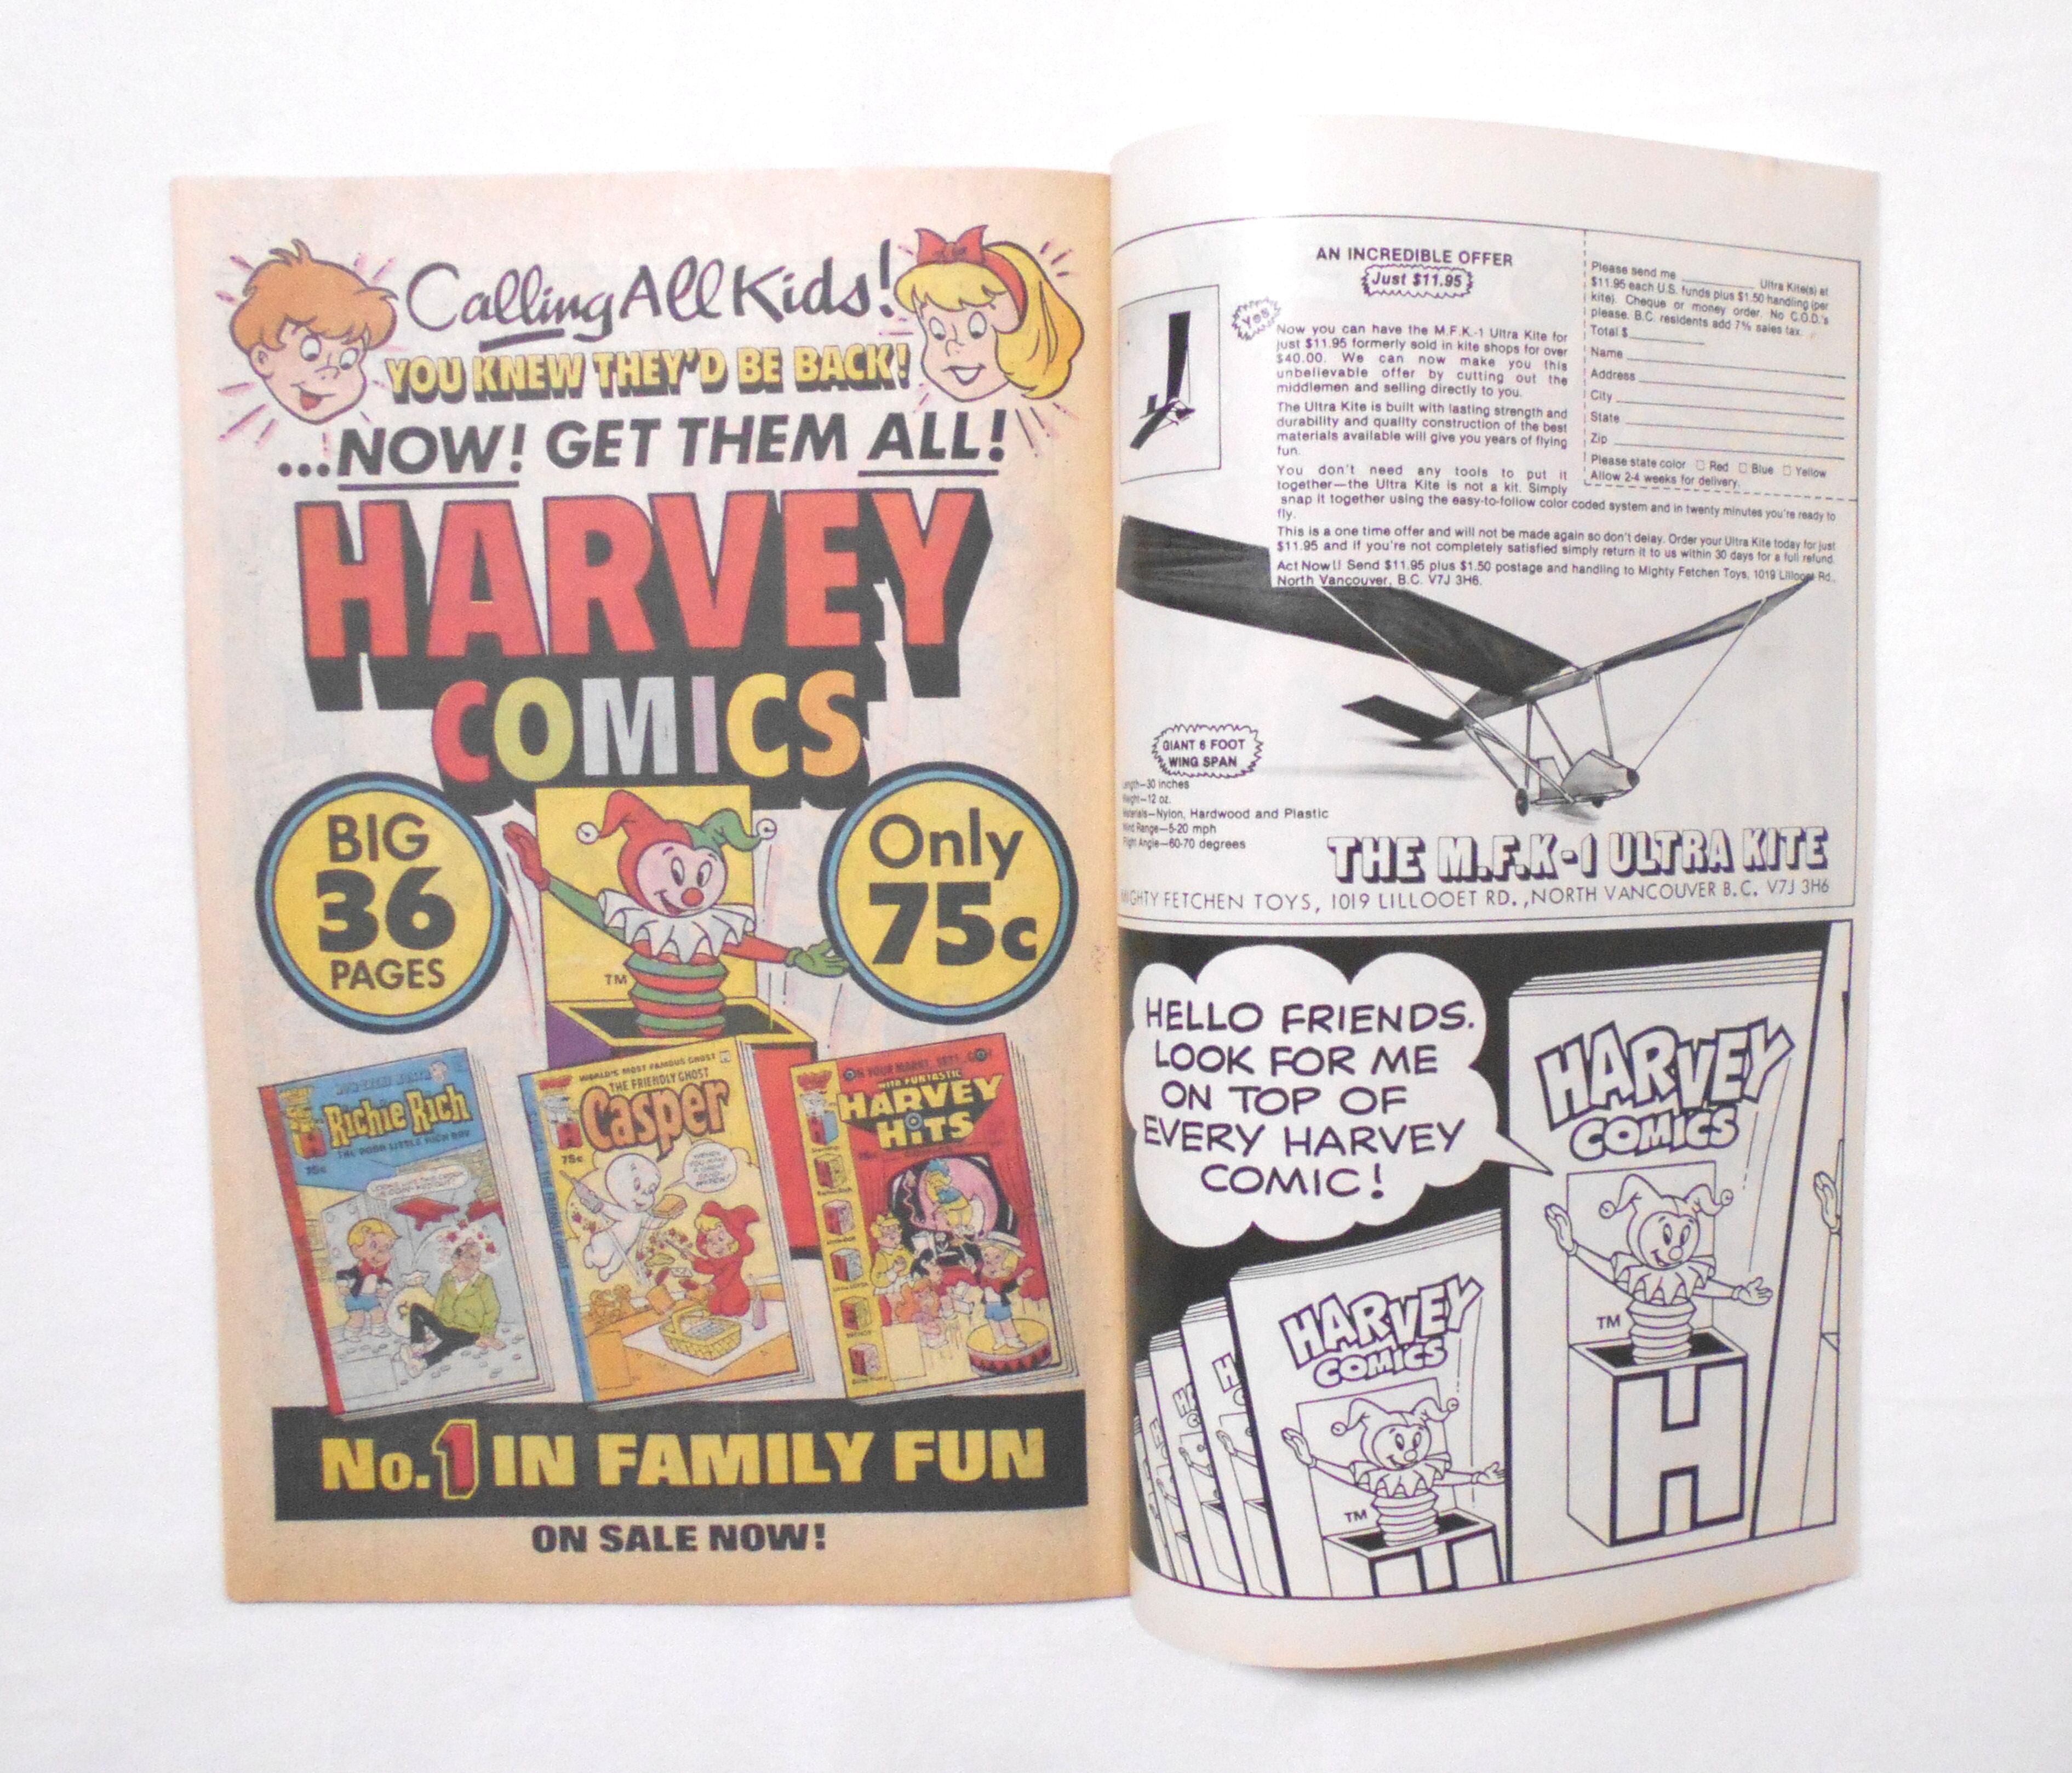 Calling All Kids!
YOU KNEW THEY'D BE BACK!
...NOW! GET THEM ALL!
HARVEY
COMICS
BIG
36
PAGES
Only
75c
TM
Richie Rich
THE POOR LITTLE RICH BOY
75c
WORLD'S MOST FAMOUS GHOST
THE FRIENDLY GHOST
Casper
75c
ON YOUR MARK.. SET!.. GO!
WITH FUNTASTIC
HARVEY
HITS
No. 1 IN FAMILY FUN
ON SALE NOW!
AN INCREDIBLE OFFER
Just $11.95
Yes!
Now you can have the M.F.K.-1 Ultra Kite for
just $11.95 formerly sold in kite shops for over
$40.00. We can now make you this
unbelievable offer by cutting out the
middlemen and selling directly to you.
The Ultra Kite is built with lasting strength and
durability and quality construction of the best
materials available will give you years of flying
fun.
You don't need any tools to put it
together—the Ultra Kite is not a kit. Simply
snap it together using the easy-to-follow color coded system and in twenty minutes you're ready to
fly.
This is a one time offer and will not be made again so don't delay. Order your Ultra Kite today for just
$11.95 and if you're not completely satisfied simply return it to us within 30 days for a full refund.
Act Now!! Send $11.95 plus $1.50 postage and handling to Mighty Fetchen Toys, 1019 Lillooet Rd.,
North Vancouver, B.C. V7J 3H6.
Please send me Ultra Kite(s) at
$11.95 each U.S. funds plus $1.50 handling (per
kite). Cheque or money order. No C.O.D.'s
please. B.C. residents add 7% sales tax.
Total $
Name
Address
City
State
Zip
Please state color Red Blue Yellow
Allow 2-4 weeks for delivery.
GIANT 6 FOOT
WING SPAN
—30 inches
—12 oz.
—Nylon, Hardwood and Plastic
Range—5-20 mph
Flight Angle—60-70 degrees
THE M.F.K-1 ULTRA KITE
MIGHTY FETCHEN TOYS, 1019 LILLOOET RD., NORTH VANCOUVER B.C. V7J 3H6
HELLO FRIENDS.
LOOK FOR ME
ON TOP OF
EVERY HARVEY
COMIC!
HARVEY
COMICS
TM
H
HARVEY
COMICS
TM
H